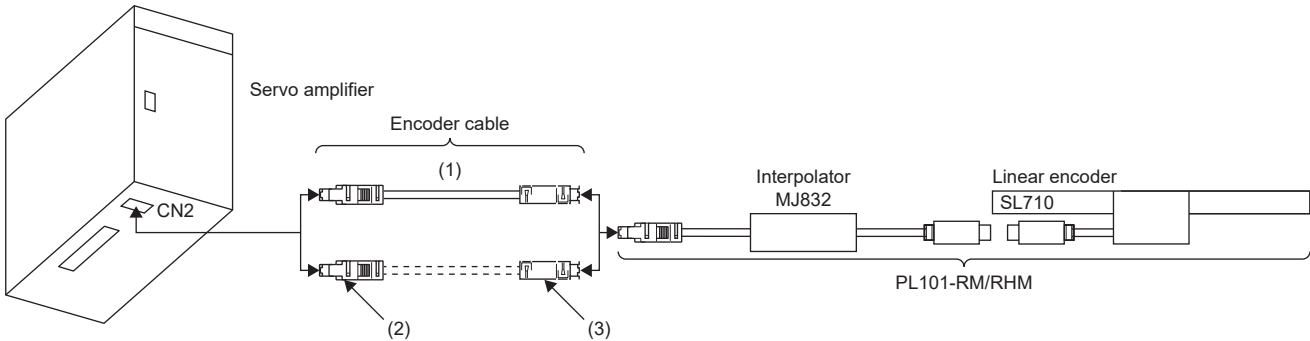 Servo amplifier
Encoder cable
(1)
Interpolator
MJ832
Linear encoder
SL710
CN2
PL101-RM/RHM
(2)
(3)